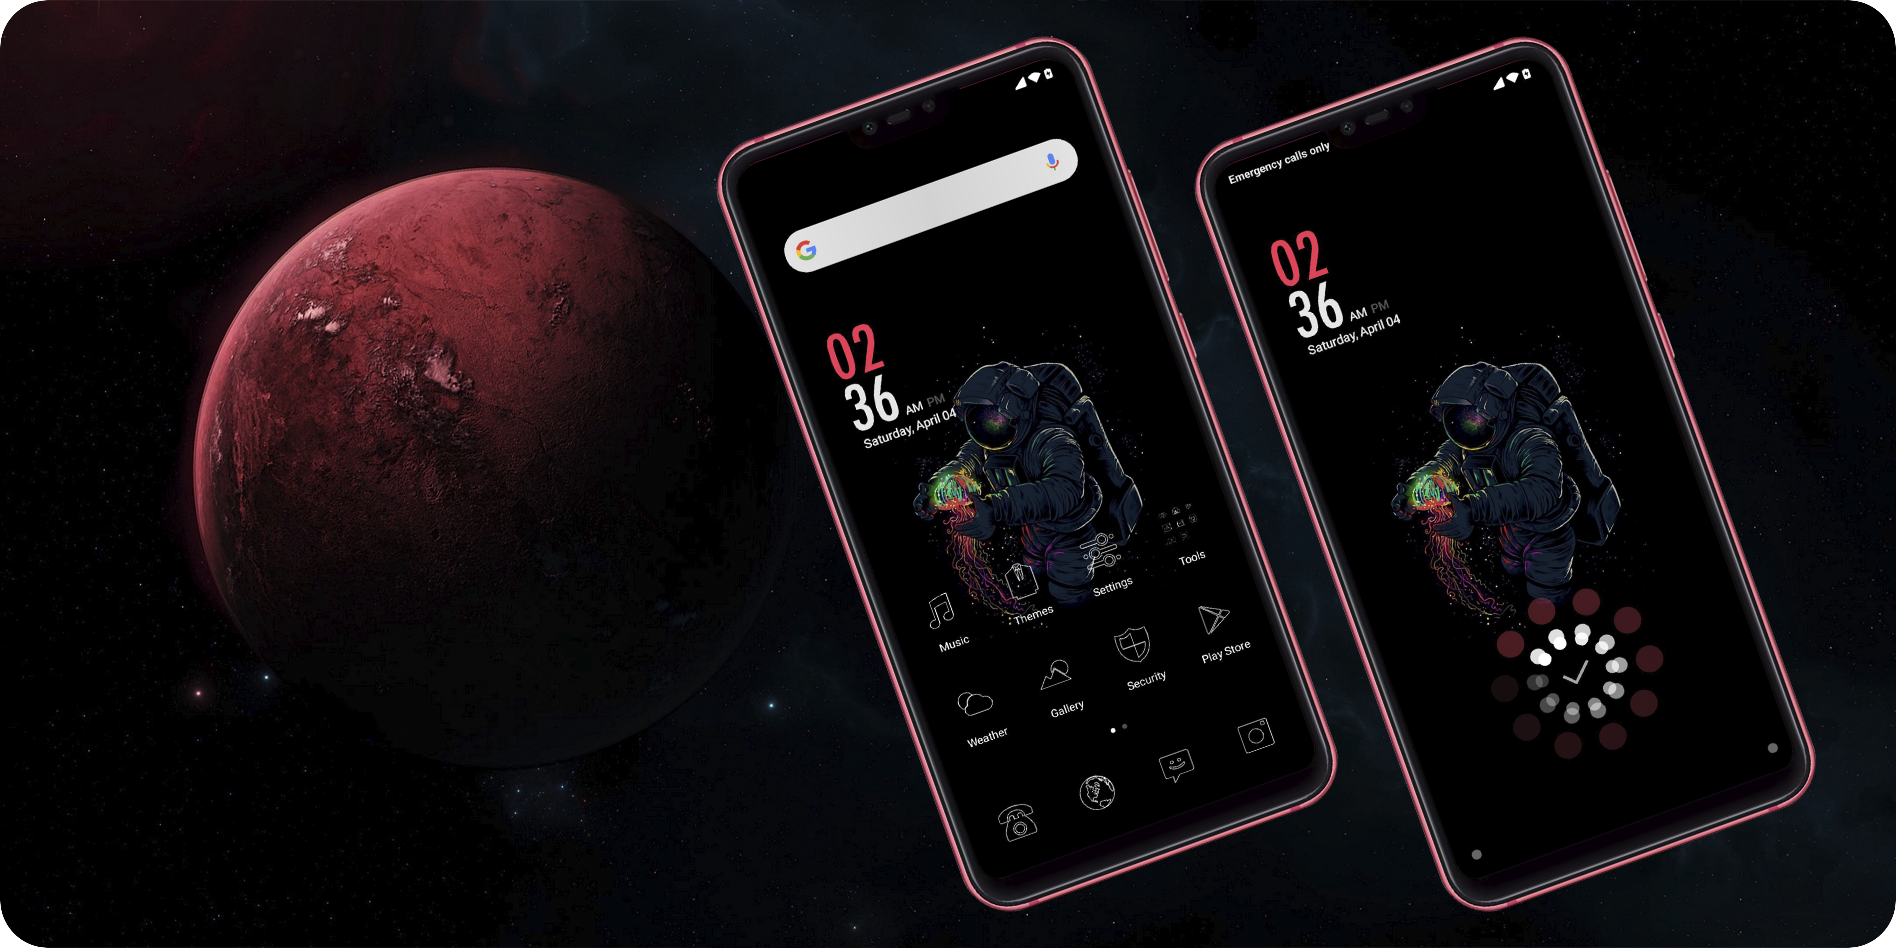 02
36 AM PM
Saturday, April 04
Tools
Settings
Themes
Music
Play Store
Security
Gallery
Weather
Emergency calls only
02
36 AM PM
Saturday, April 04